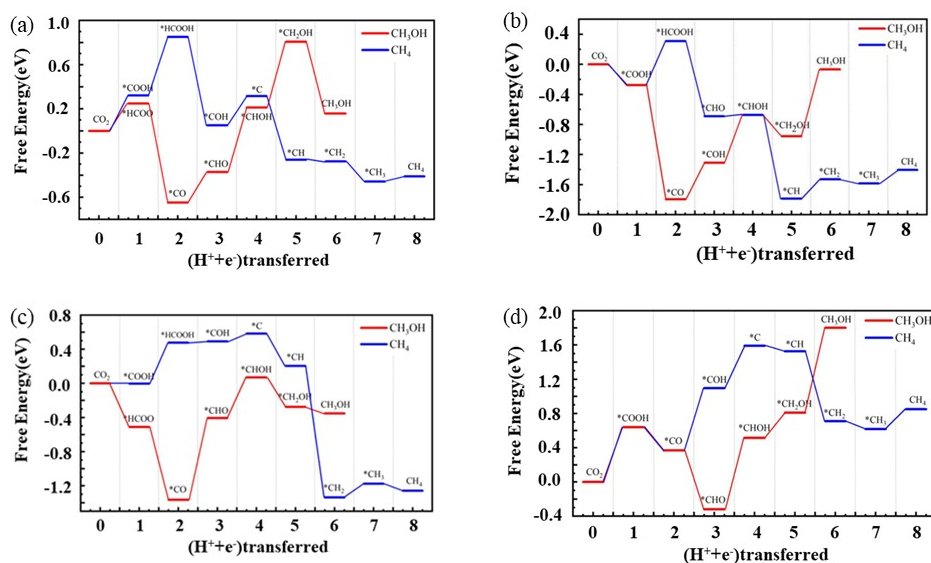 (a)
1.0
0.6
0.2
-0.2
-0.6
Free Energy(eV)
CO₂
*COOH
*HCOO
*HCOOH
*CO
*COH
*CHO
*C
*CHOH
*CH₂OH
*CH
CH₃OH
*CH₂
*CH₃
CH₄
CH₃OH
CH₄
0 1 2 3 4 5 6 7 8
(H⁺+e⁻)transferred
(b)
0.4
0.0
-0.4
-0.8
-1.2
-1.6
-2.0
Free Energy(eV)
CO₂
*COOH
*HCOOH
*CO
*CHO
*COH
*CHOH
*CH₂OH
*CH
CH₃OH
*CH₂
*CH₃
CH₄
CH₃OH
CH₄
0 1 2 3 4 5 6 7 8
(H⁺+e⁻)transferred
(c)
0.8
0.4
0.0
-0.4
-0.8
-1.2
Free Energy(eV)
CO₂
*COOH
*HCOO
*HCOOH
*CO
*COH
*CHO
*C
*CHOH
*CH
*CH₂OH
CH₃OH
*CH₂
*CH₃
CH₄
CH₃OH
CH₄
0 1 2 3 4 5 6 7 8
(H⁺+e⁻)transferred
(d)
2.0
1.6
1.2
0.8
0.4
0.0
-0.4
Free Energy(eV)
CO₂
*COOH
*CO
*COH
*CHO
*C
*CHOH
*CH
*CH₂OH
CH₃OH
*CH₂
*CH₃
CH₄
CH₃OH
CH₄
0 1 2 3 4 5 6 7 8
(H⁺+e⁻)transferred